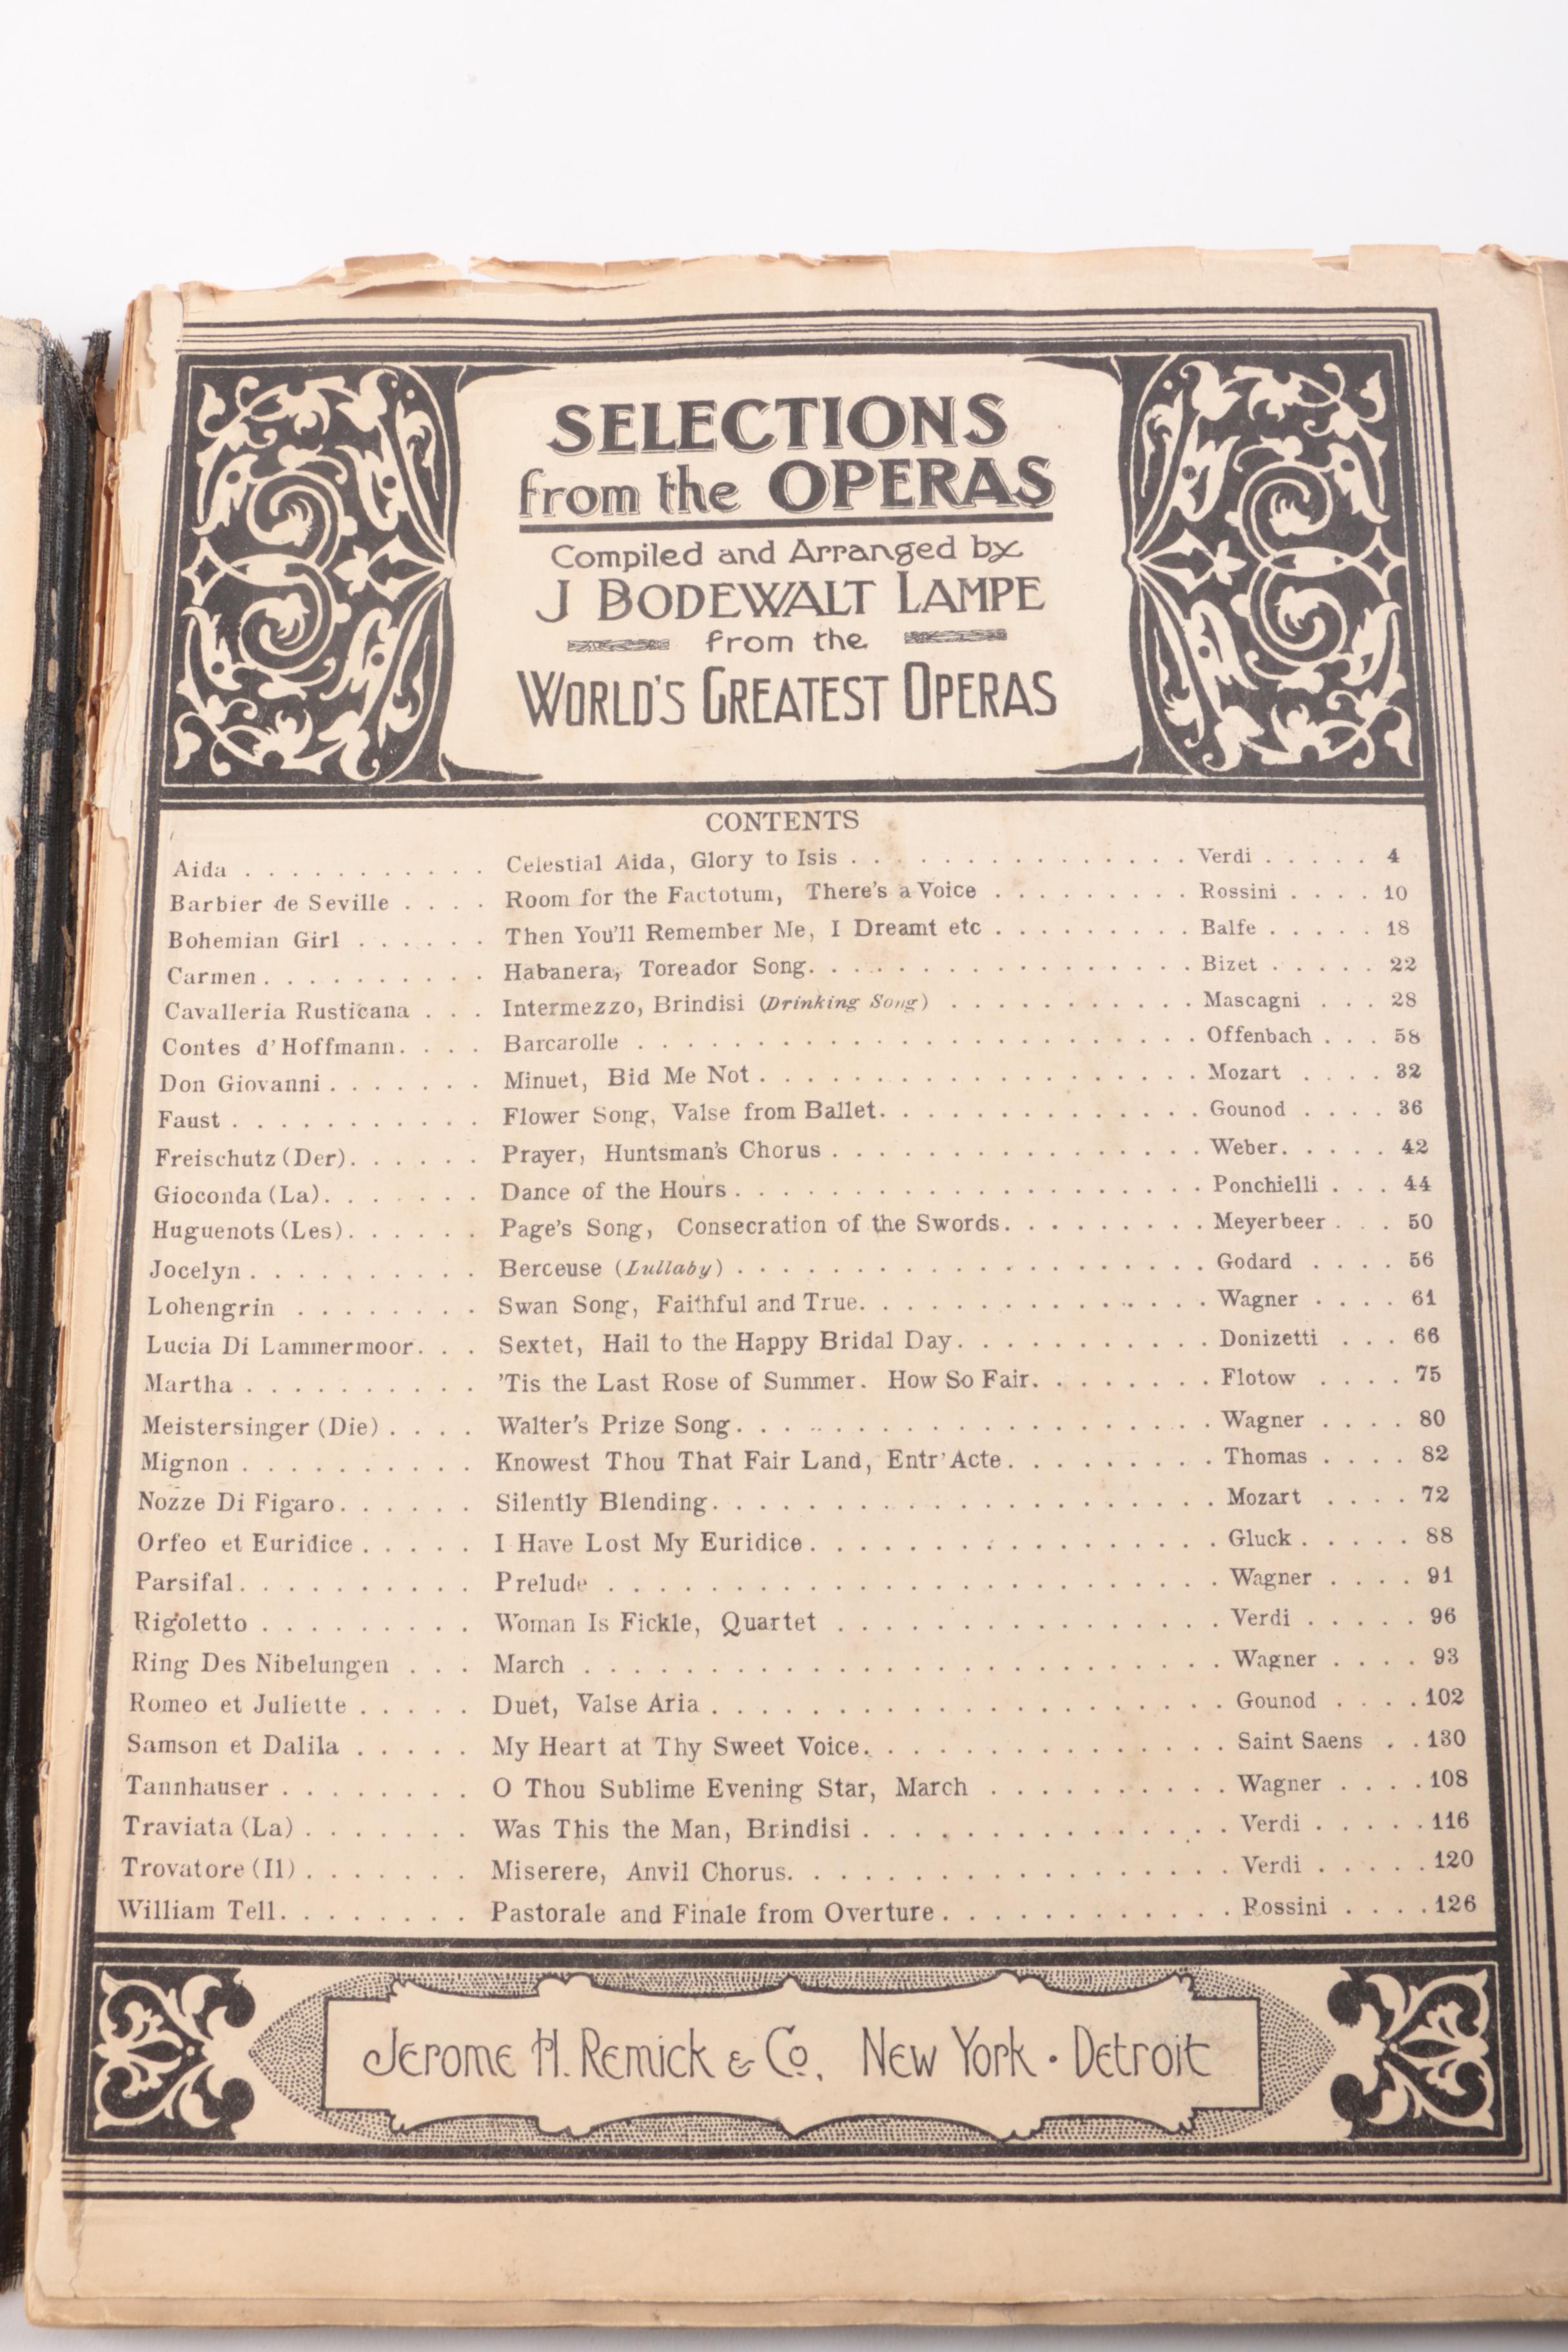 SELECTIONS
from the OPERAS
Compiled and Arranged by
J BODEWALT LAMPE
from the
WORLD'S GREATEST OPERAS
CONTENTS
Aida . . . . . . . . . . . Celestial Aida, Glory to Isis . . . . . . . . . . . . . . . Verdi . . . . . 4
Barbier de Seville . . . . Room for the Factotum, There's a Voice . . . . . . . . . Rossini . . . . 10
Bohemian Girl . . . . . . Then You'll Remember Me, I Dreamt etc . . . . . . . . . Balfe . . . . . 18
Carmen . . . . . . . . . . Habanera, Toreador Song. . . . . . . . . . . . . . . . . Bizet . . . . . 22
Cavalleria Rusticana . . . Intermezzo, Brindisi (Drinking Song) . . . . . . . . . . . Mascagni . . . 28
Contes d'Hoffmann. . . . Barcarolle . . . . . . . . . . . . . . . . . . . . . . . . Offenbach . . . 58
Don Giovanni . . . . . . . Minuet, Bid Me Not . . . . . . . . . . . . . . . . . . . Mozart . . . . 32
Faust . . . . . . . . . . . Flower Song, Valse from Ballet. . . . . . . . . . . . . . Gounod . . . . 36
Freischutz (Der). . . . . . Prayer, Huntsman's Chorus . . . . . . . . . . . . . . . . Weber. . . . . 42
Gioconda (La). . . . . . . Dance of the Hours . . . . . . . . . . . . . . . . . . . . Ponchielli . . . 44
Huguenots (Les). . . . . . Page's Song, Consecration of the Swords. . . . . . . . . Meyerbeer . . . 50
Jocelyn . . . . . . . . . . Berceuse (Lullaby) . . . . . . . . . . . . . . . . . . . . Godard . . . . 56
Lohengrin . . . . . . . . Swan Song, Faithful and True. . . . . . . . . . . . . . . Wagner . . . . 61
Lucia Di Lammermoor. . . Sextet, Hail to the Happy Bridal Day. . . . . . . . . . . Donizetti . . . 66
Martha . . . . . . . . . . 'Tis the Last Rose of Summer. How So Fair. . . . . . . . Flotow . . . . 75
Meistersinger (Die) . . . . Walter's Prize Song. . . . . . . . . . . . . . . . . . . . Wagner . . . . 80
Mignon . . . . . . . . . . Knowest Thou That Fair Land, Entr'Acte. . . . . . . . . Thomas . . . . 82
Nozze Di Figaro. . . . . . Silently Blending. . . . . . . . . . . . . . . . . . . . . Mozart . . . . 72
Orfeo et Euridice . . . . . I Have Lost My Euridice. . . . . . . . . . . . . . . . . Gluck . . . . . 88
Parsifal. . . . . . . . . . Prelude . . . . . . . . . . . . . . . . . . . . . . . . . Wagner . . . . 91
Rigoletto . . . . . . . . . Woman Is Fickle, Quartet . . . . . . . . . . . . . . . . Verdi . . . . . 96
Ring Des Nibelungen . . . March . . . . . . . . . . . . . . . . . . . . . . . . . . Wagner . . . . 93
Romeo et Juliette . . . . . Duet, Valse Aria . . . . . . . . . . . . . . . . . . . . . Gounod . . . . 102
Samson et Dalila . . . . . My Heart at Thy Sweet Voice. . . . . . . . . . . . . . . Saint Saens . . 130
Tannhauser . . . . . . . . O Thou Sublime Evening Star, March . . . . . . . . . . Wagner . . . . 108
Traviata (La) . . . . . . . Was This the Man, Brindisi . . . . . . . . . . . . . . . Verdi . . . . . 116
Trovatore (Il) . . . . . . . Miserere, Anvil Chorus. . . . . . . . . . . . . . . . . . Verdi . . . . . 120
William Tell. . . . . . . . Pastorale and Finale from Overture. . . . . . . . . . . . Rossini . . . . 126
Jerome H. Remick & Co. New York · Detroit